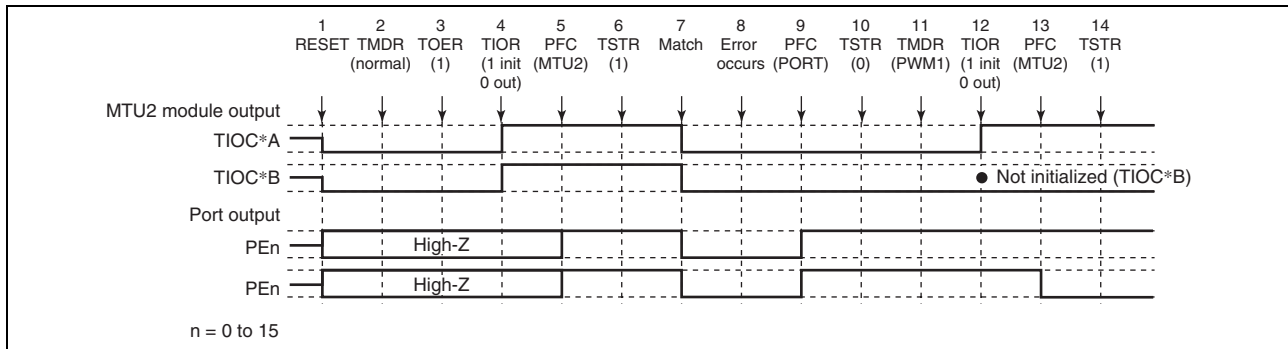 1 2 3 4 5 6 7 8 9 10 11 12 13 14
RESET TMDR TOER TIOR PFC TSTR Match Error PFC TSTR TMDR TIOR PFC TSTR
(normal) (1) (1 init (MTU2) (1) occurs (PORT) (0) (PWM1) (1 init (MTU2) (1)
0 out) 0 out)
MTU2 module output
TIOC*A
TIOC*B
● Not initialized (TIOC*B)
Port output
PEn
High-Z
PEn
High-Z
n = 0 to 15